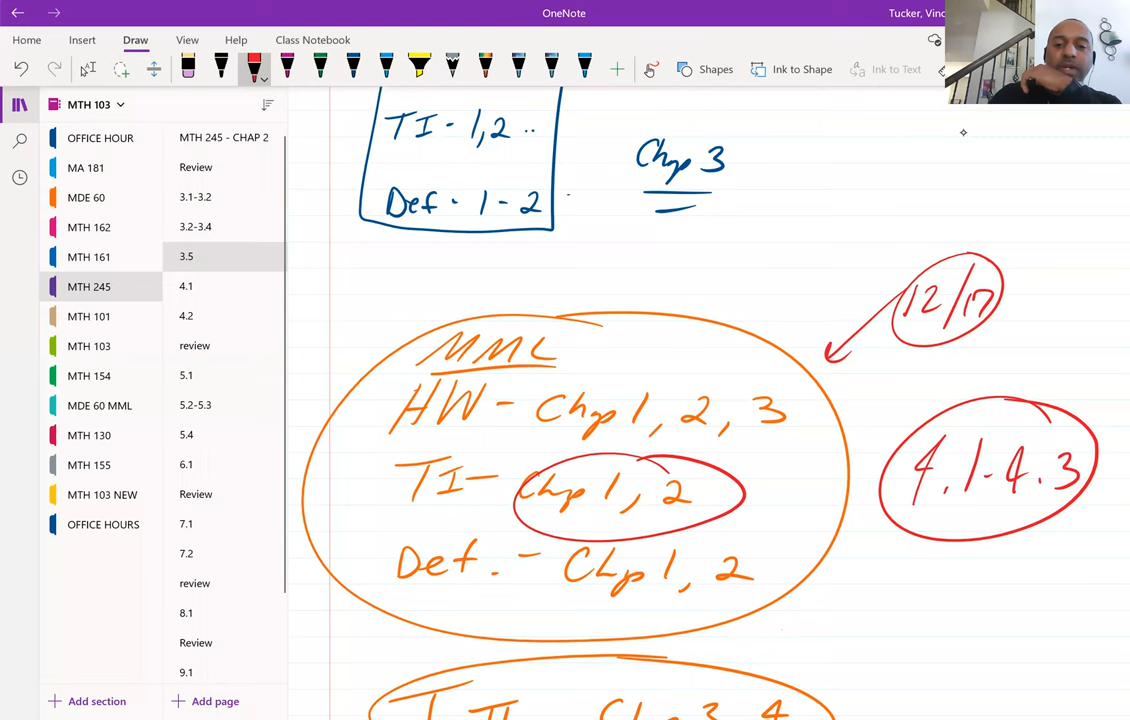 OneNote
Tucker, Vinc
Home Insert Draw View Help Class Notebook
Shapes Ink to Shape Ink to Text
MTH 103
OFFICE HOUR
MA 181
MDE 60
MTH 162
MTH 161
MTH 245
MTH 101
MTH 103
MTH 154
MDE 60 MML
MTH 130
MTH 155
MTH 103 NEW
OFFICE HOURS
Add section
MTH 245 - CHAP 2
Review
3.1-3.2
3.2-3.4
3.5
4.1
4.2
review
5.1
5.2-5.3
5.4
6.1
Review
7.1
7.2
review
8.1
Review
9.1
Add page
TI - 1,2 ..
Def. 1-2
Chp 3
12/17
MML
HW - Chp 1, 2, 3
TI - Chp 1, 2
Def. - Chp 1, 2
4.1-4.3